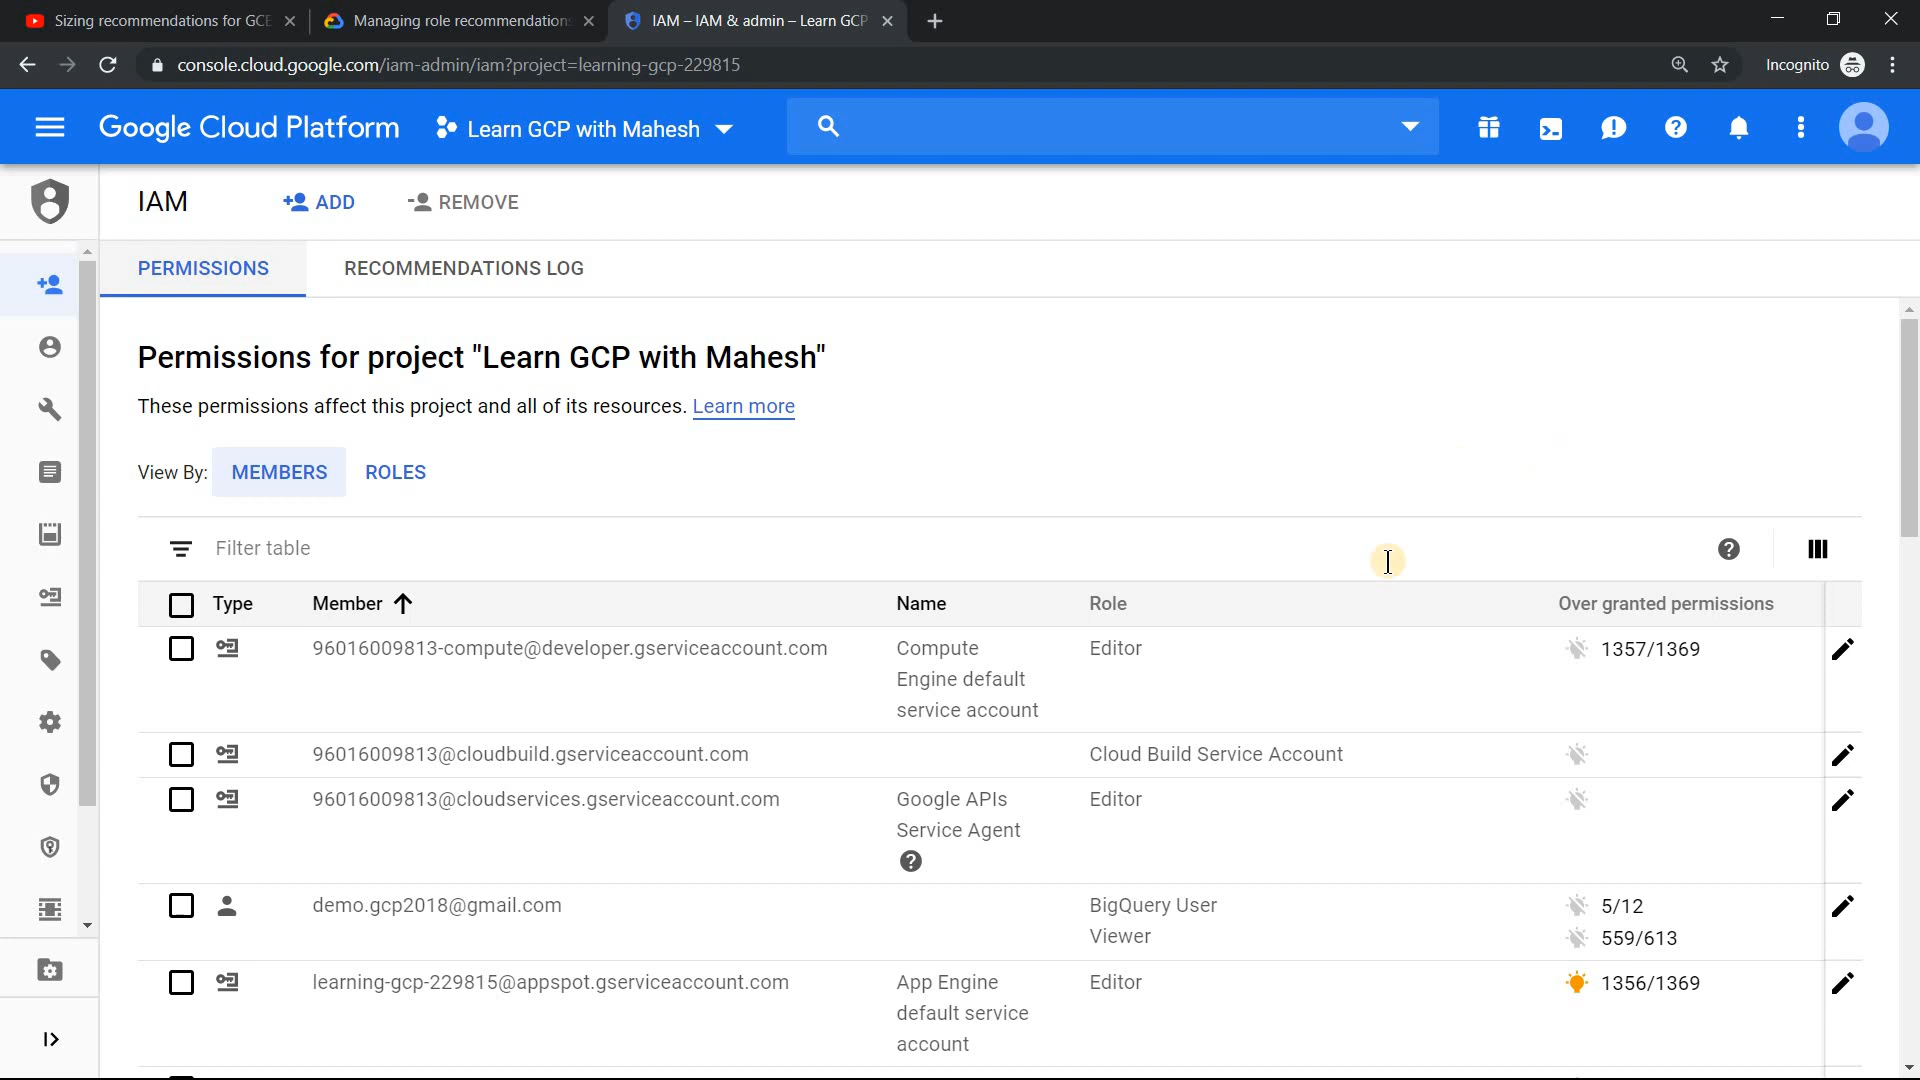 Sizing recommendations for GCE
Managing role recommendations
IAM – IAM & admin – Learn GCP
console.cloud.google.com/iam-admin/iam?project=learning-gcp-229815
Incognito
Google Cloud Platform
Learn GCP with Mahesh
IAM
ADD
REMOVE
PERMISSIONS
RECOMMENDATIONS LOG
Permissions for project "Learn GCP with Mahesh"
These permissions affect this project and all of its resources. Learn more
View By: MEMBERS ROLES
Filter table
Type Member Name Role Over granted permissions
96016009813-compute@developer.gserviceaccount.com Compute Editor 1357/1369
Engine default
service account
96016009813@cloudbuild.gserviceaccount.com Cloud Build Service Account
96016009813@cloudservices.gserviceaccount.com Google APIs Editor
Service Agent
demo.gcp2018@gmail.com BigQuery User 5/12
Viewer 559/613
learning-gcp-229815@appspot.gserviceaccount.com App Engine Editor 1356/1369
default service
account